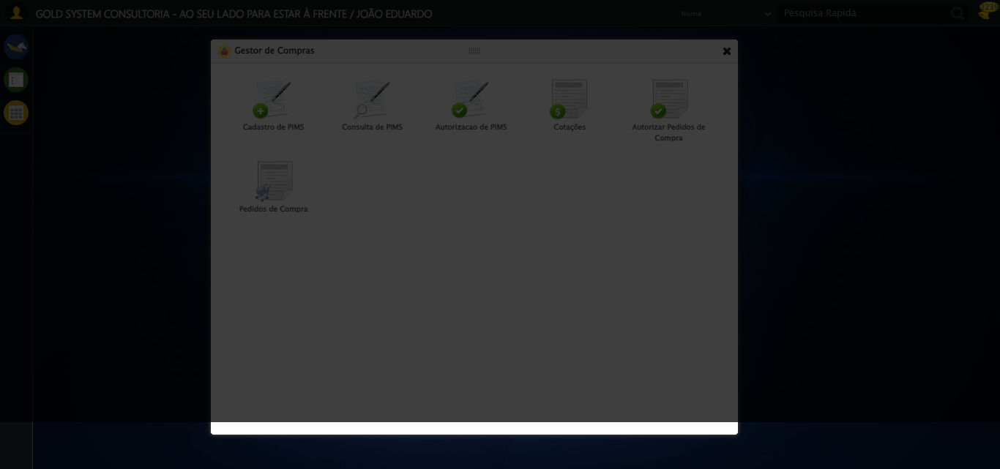 GOLD SYSTEM CONSULTORIA - AO SEU LADO PARA ESTAR À FRENTE / JOÃO EDUARDO
Nome
Pesquisa Rapida
Gestor de Compras
Cadastro de PIMS
Consulta de PIMS
Autorizacao de PIMS
Cotações
Autorizar Pedidos de
Compra
Pedidos de Compra